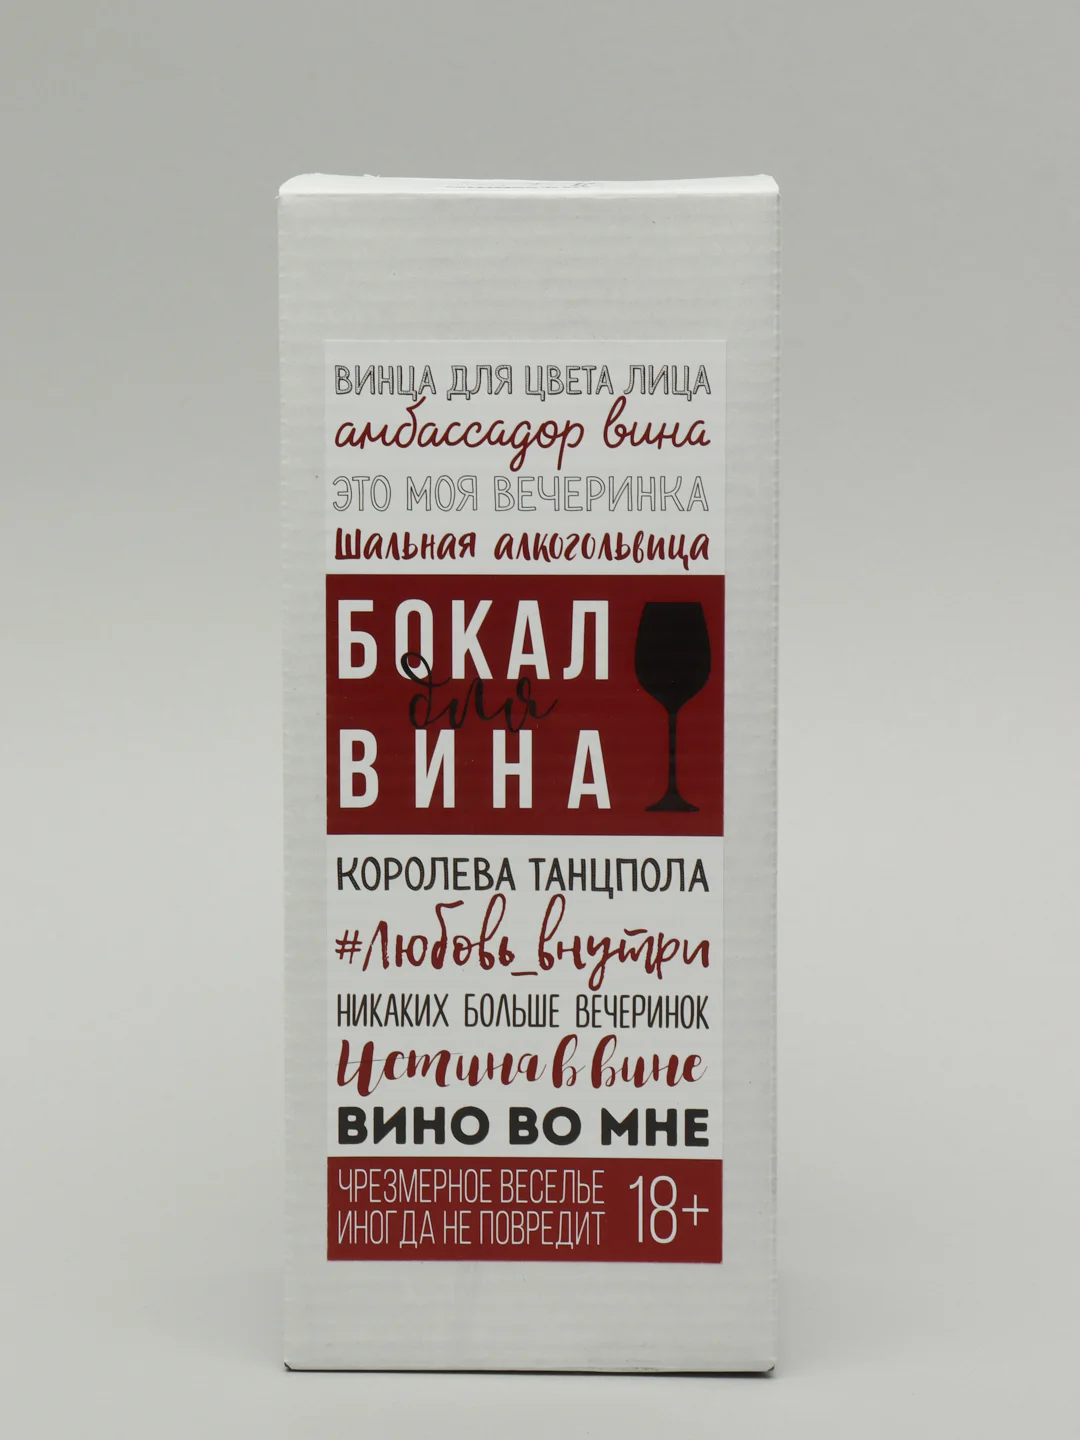 ВИНЦА ДЛЯ ЦВЕТА ЛИЦА
амбассадор вина
ЭТО МОЯ ВЕЧЕРИНКА
Шальная алкогольвица
БОКАЛ
для
ВИНА
КОРОЛЕВА ТАНЦПОЛА
#Любовь_внутри
НИКАКИХ БОЛЬШЕ ВЕЧЕРИНОК
Истина в вине
ВИНО ВО МНЕ
ЧРЕЗМЕРНОЕ ВЕСЕЛЬЕ
ИНОГДА НЕ ПОВРЕДИТ
18+